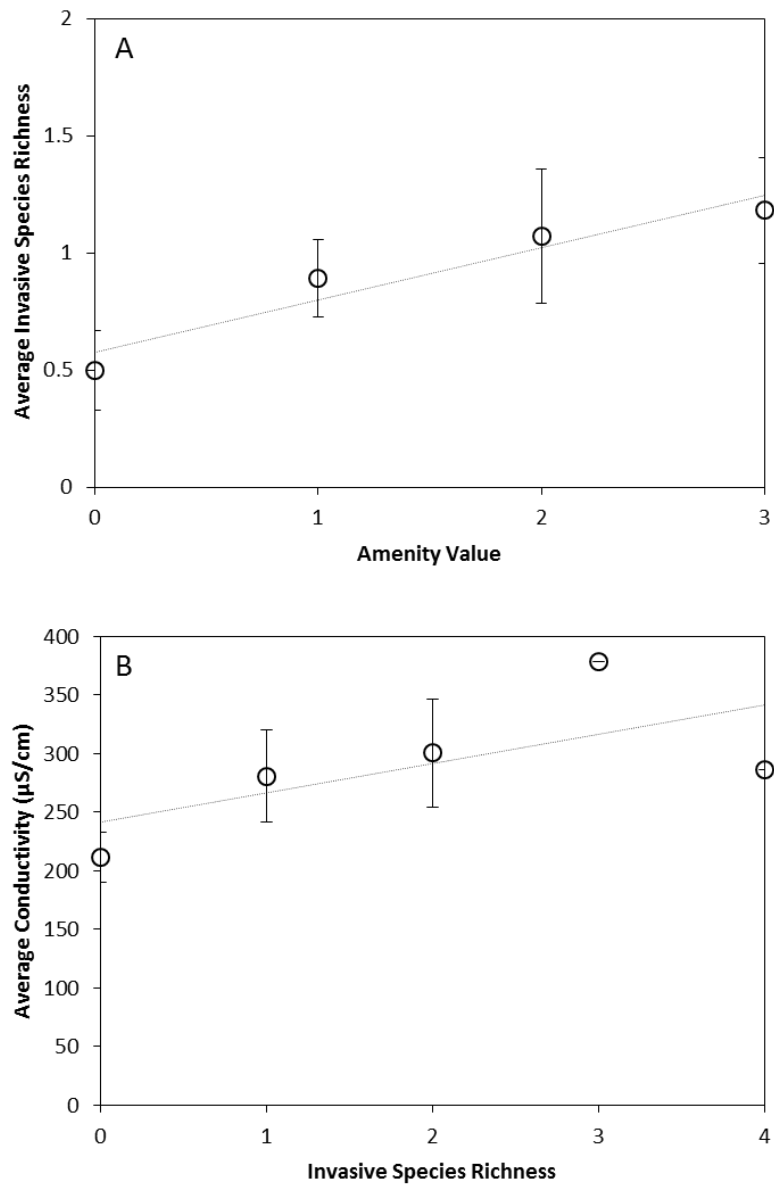 A
2
1.5
1
0.5
0
Average Invasive Species Richness
0 1 2 3
Amenity Value
B
400
350
300
250
200
150
100
50
0
Average Conductivity (µS/cm)
0 1 2 3 4
Invasive Species Richness